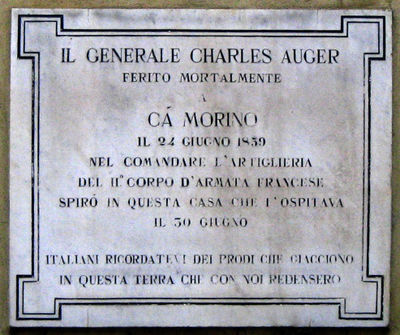 IL GENERALE CHARLES AUGER
FERITO MORTALMENTE
A
CÁ MORINO
IL 24 GIUGNO 1859
NEL COMANDARE L'ARTIGLIERIA
DEL II° CORPO D'ARMATA FRANCESE
SPIRÓ IN QUESTA CASA CHE L'OSPITAVA
IL 30 GIUGNO
ITALIANI RICORDATEVI DEI PRODI CHE GIACCIONO
IN QUESTA TERRA CHE CON NOI REDENSERO